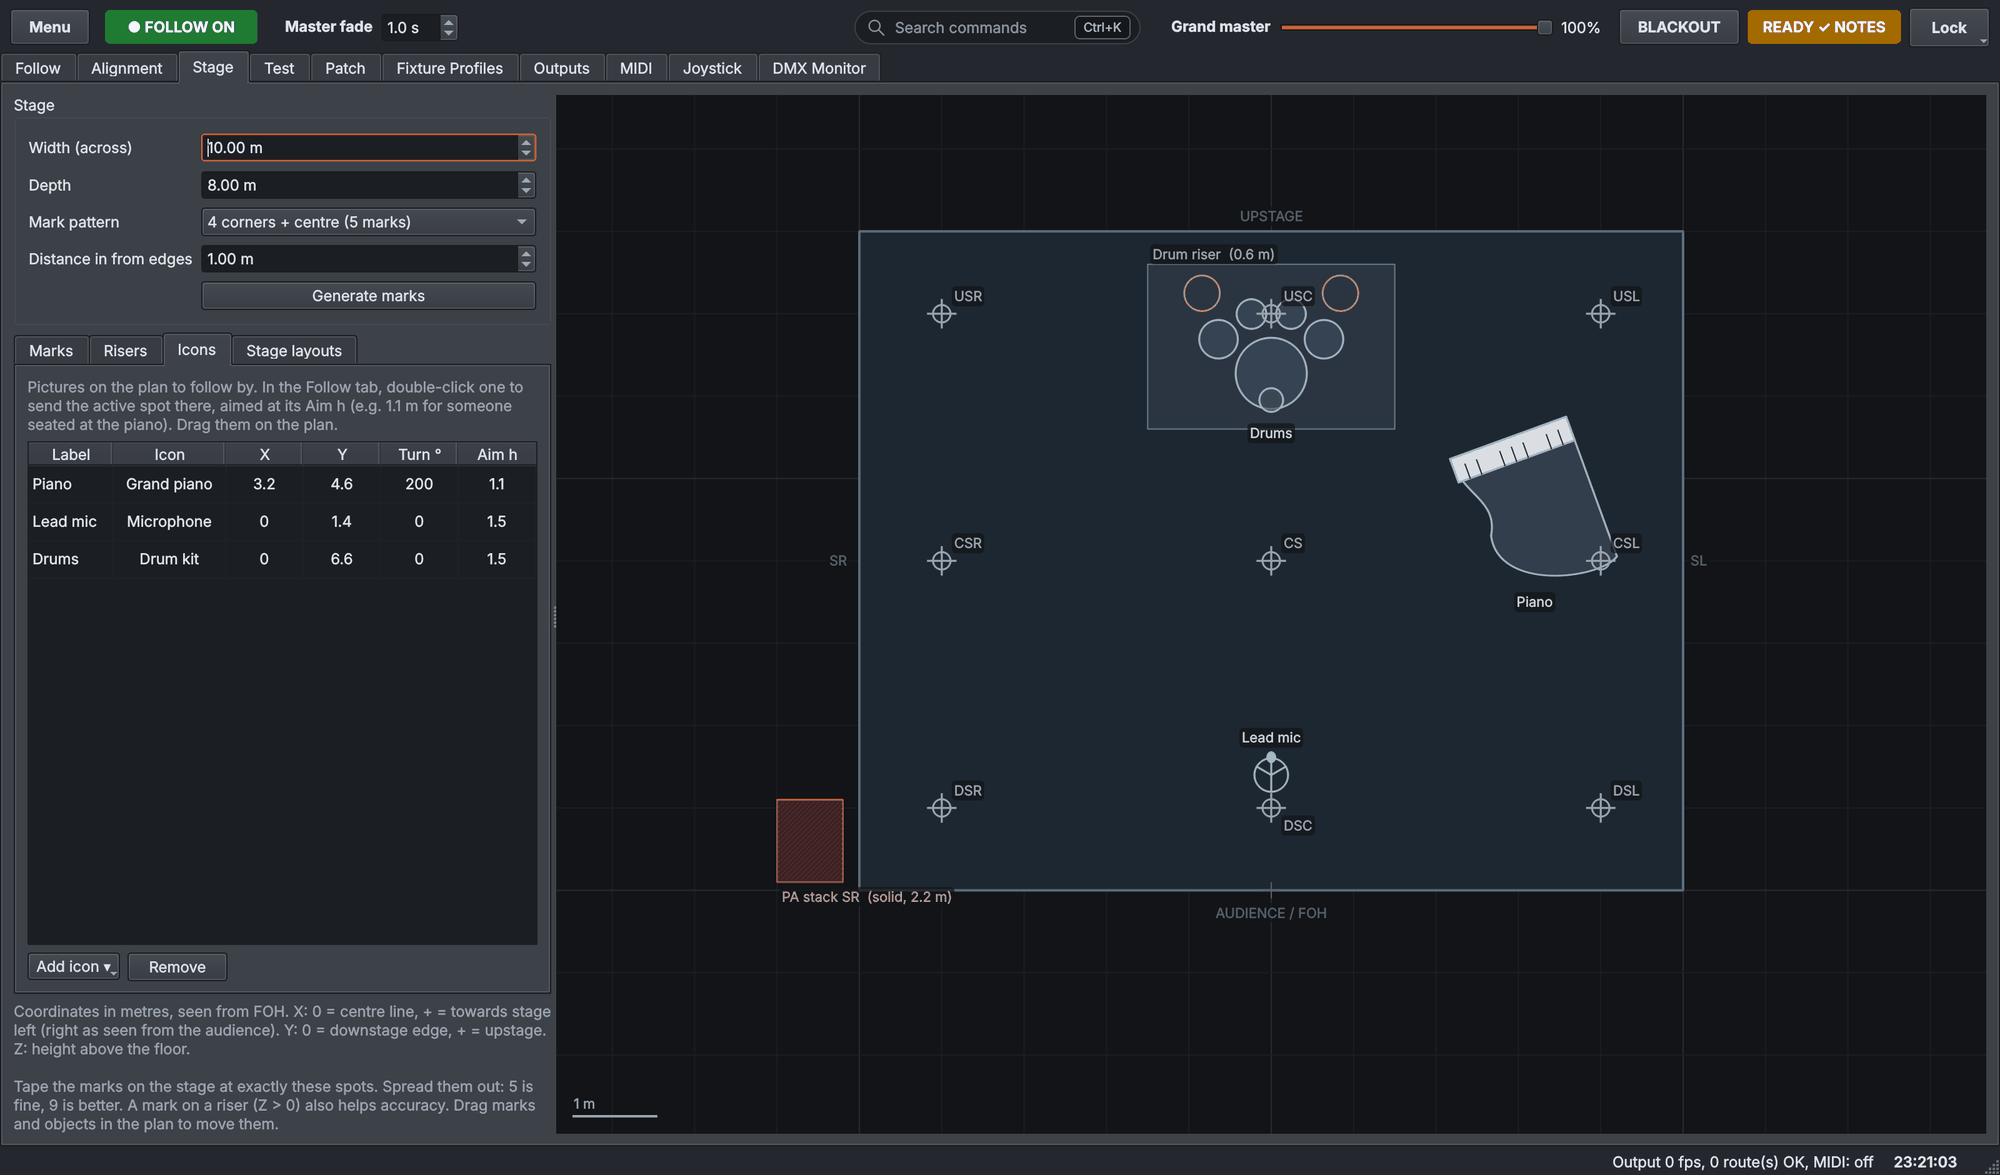 Menu
FOLLOW ON
Master fade 1.0 s
Search commands Ctrl+K
Grand master 100%
BLACKOUT
READY ✓ NOTES
Lock
Follow Alignment Stage Test Patch Fixture Profiles Outputs MIDI Joystick DMX Monitor
Stage
Width (across) 10.00 m
Depth 8.00 m
Mark pattern 4 corners + centre (5 marks)
Distance in from edges 1.00 m
Generate marks
Marks Risers Icons Stage layouts
Pictures on the plan to follow by. In the Follow tab, double-click one to
send the active spot there, aimed at its Aim h (e.g. 1.1 m for someone
seated at the piano). Drag them on the plan.
Label Icon X Y Turn ° Aim h
Piano Grand piano 3.2 4.6 200 1.1
Lead mic Microphone 0 1.4 0 1.5
Drums Drum kit 0 6.6 0 1.5
Add icon ▾
Remove
Coordinates in metres, seen from FOH. X: 0 = centre line, + = towards stage
left (right as seen from the audience). Y: 0 = downstage edge, + = upstage.
Z: height above the floor.
Tape the marks on the stage at exactly these spots. Spread them out: 5 is
fine, 9 is better. A mark on a riser (Z > 0) also helps accuracy. Drag marks
and objects in the plan to move them.
UPSTAGE
Drum riser (0.6 m)
USR
USC
USL
Drums
CSR
CS
CSL
SR
SL
Piano
Lead mic
DSR
DSC
DSL
PA stack SR (solid, 2.2 m)
AUDIENCE / FOH
1 m
Output 0 fps, 0 route(s) OK, MIDI: off 23:21:03